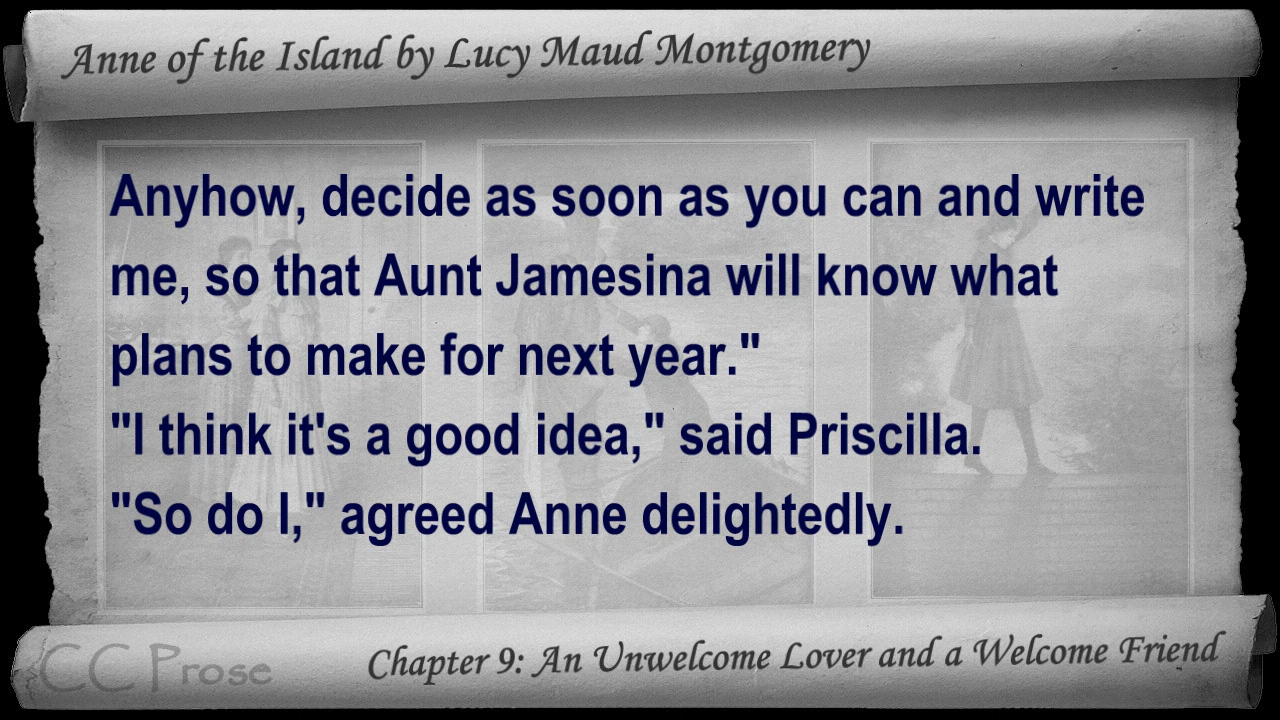 Anne of the Island by Lucy Maud Montgomery
Anyhow, decide as soon as you can and write
me, so that Aunt Jamesina will know what
plans to make for next year."
"I think it's a good idea," said Priscilla.
"So do I," agreed Anne delightedly.
CC Prose
Chapter 9: An Unwelcome Lover and a Welcome Friend